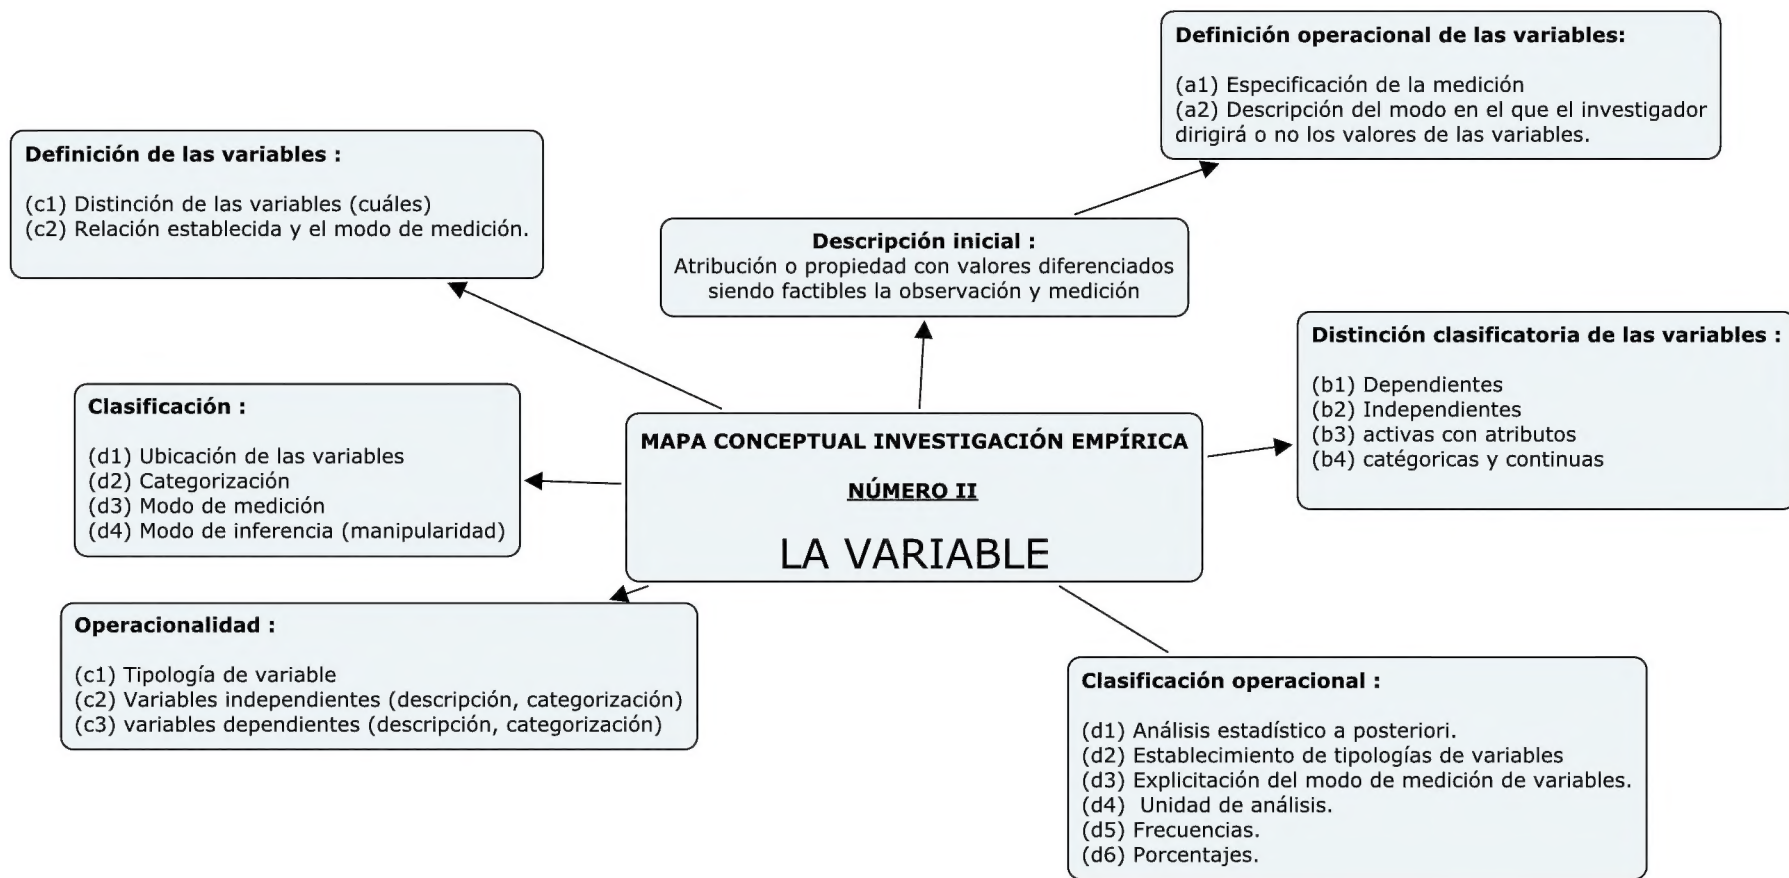 Definición operacional de las variables:
(a1) Especificación de la medición
(a2) Descripción del modo en el que el investigador
dirigirá o no los valores de las variables.
Definición de las variables :
(c1) Distinción de las variables (cuáles)
(c2) Relación establecida y el modo de medición.
Descripción inicial :
Atribución o propiedad con valores diferenciados
siendo factibles la observación y medición
Distinción clasificatoria de las variables :
(b1) Dependientes
(b2) Independientes
(b3) activas con atributos
(b4) catégoricas y continuas
Clasificación :
(d1) Ubicación de las variables
(d2) Categorización
(d3) Modo de medición
(d4) Modo de inferencia (manipularidad)
MAPA CONCEPTUAL INVESTIGACIÓN EMPÍRICA
NÚMERO II
LA VARIABLE
Operacionalidad :
(c1) Tipología de variable
(c2) Variables independientes (descripción, categorización)
(c3) variables dependientes (descripción, categorización)
Clasificación operacional :
(d1) Análisis estadístico a posteriori.
(d2) Establecimiento de tipologías de variables
(d3) Explicitación del modo de medición de variables.
(d4) Unidad de análisis.
(d5) Frecuencias.
(d6) Porcentajes.